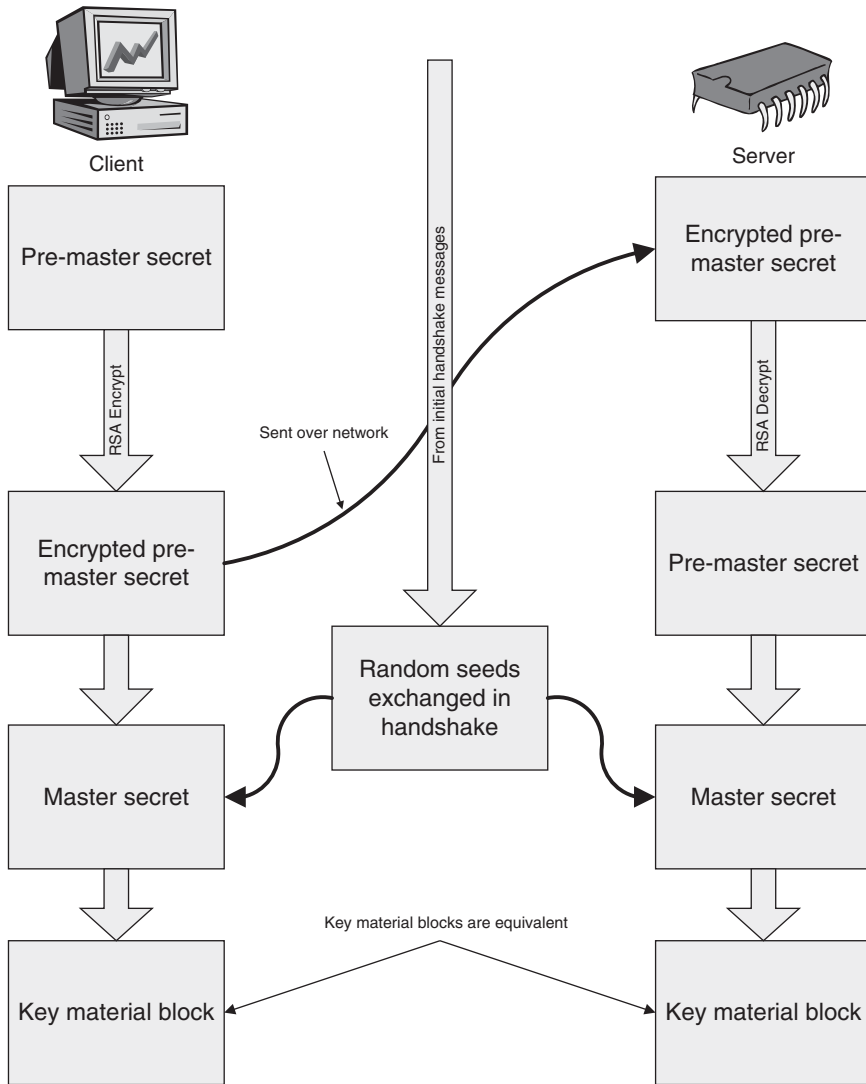 Client
Server
Pre-master secret
Encrypted pre-
master secret
RSA Encrypt
From initial handshake messages
RSA Decrypt
Sent over network
Encrypted pre-
master secret
Pre-master secret
Random seeds
exchanged in
handshake
Master secret
Master secret
Key material blocks are equivalent
Key material block
Key material block